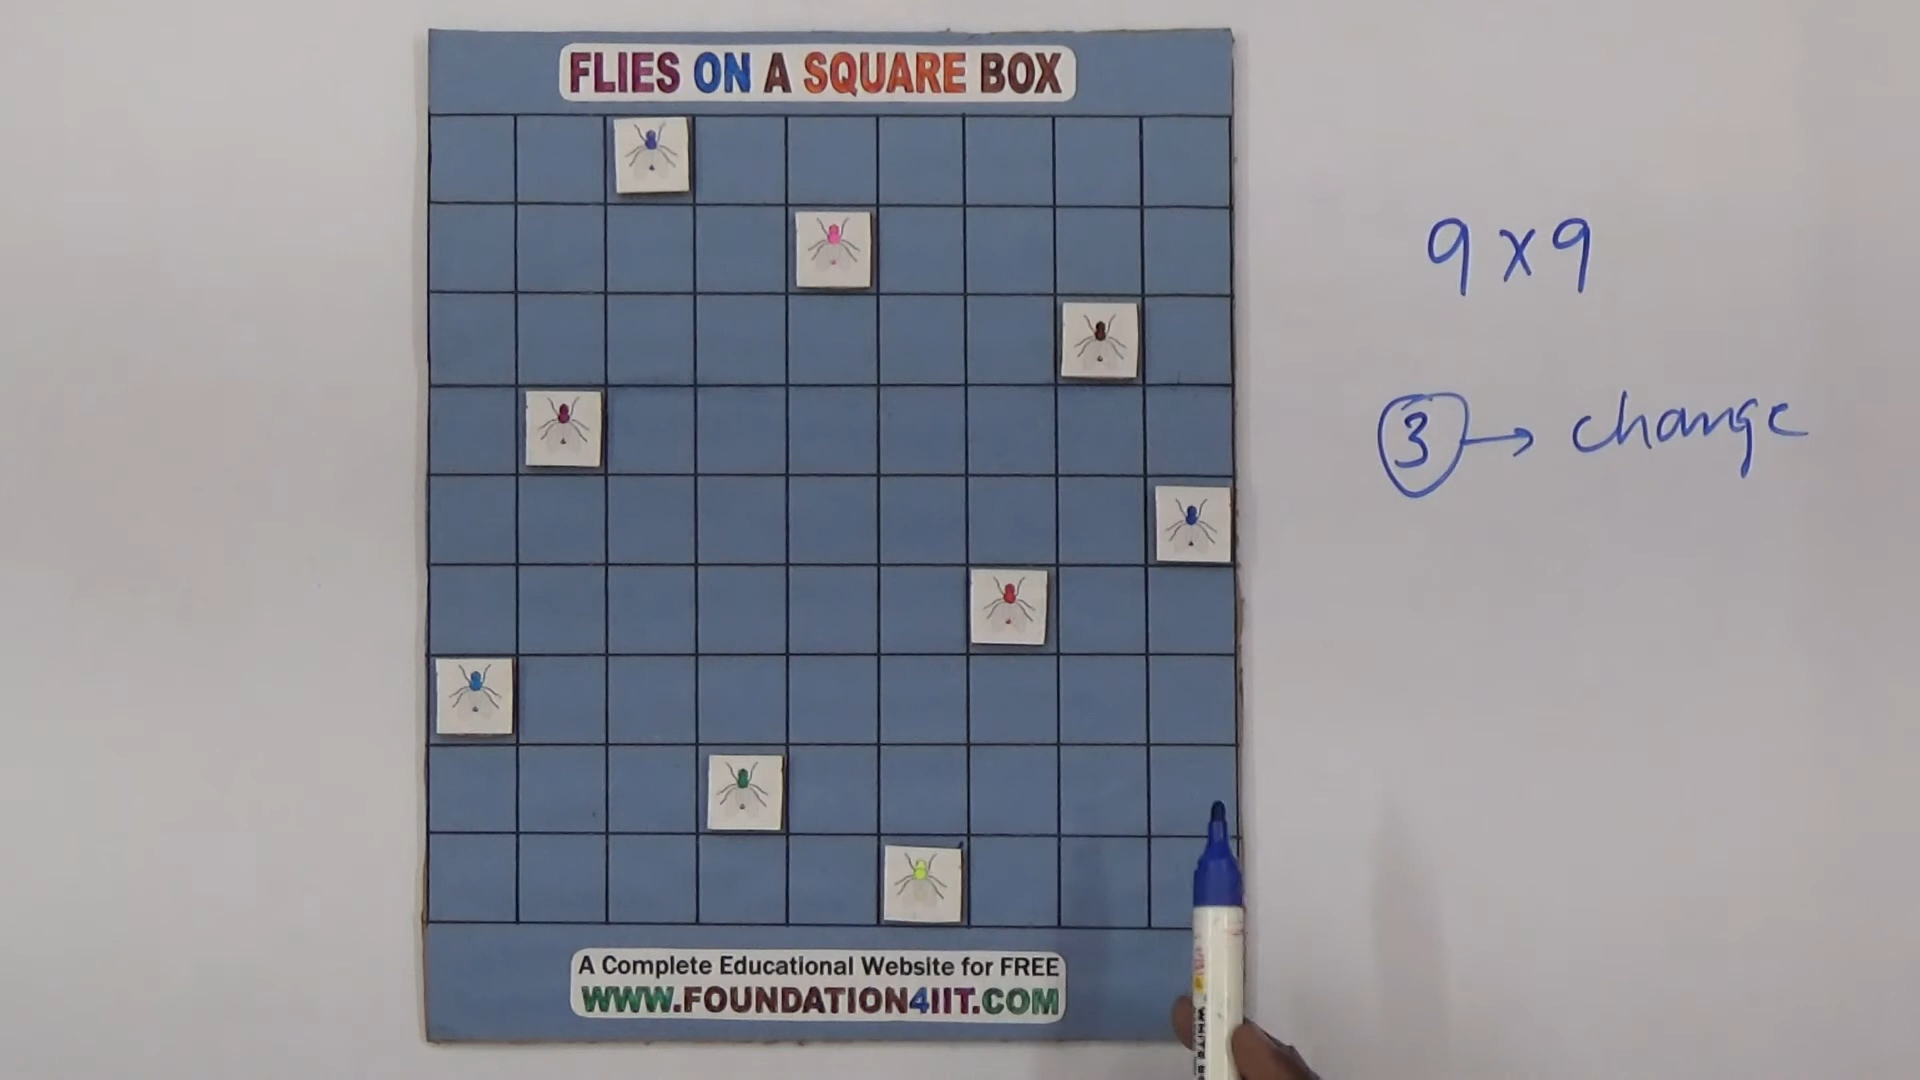 FLIES ON A SQUARE BOX
9 x 9
3 → change
A Complete Educational Website for FREE
WWW.FOUNDATION4IIT.COM